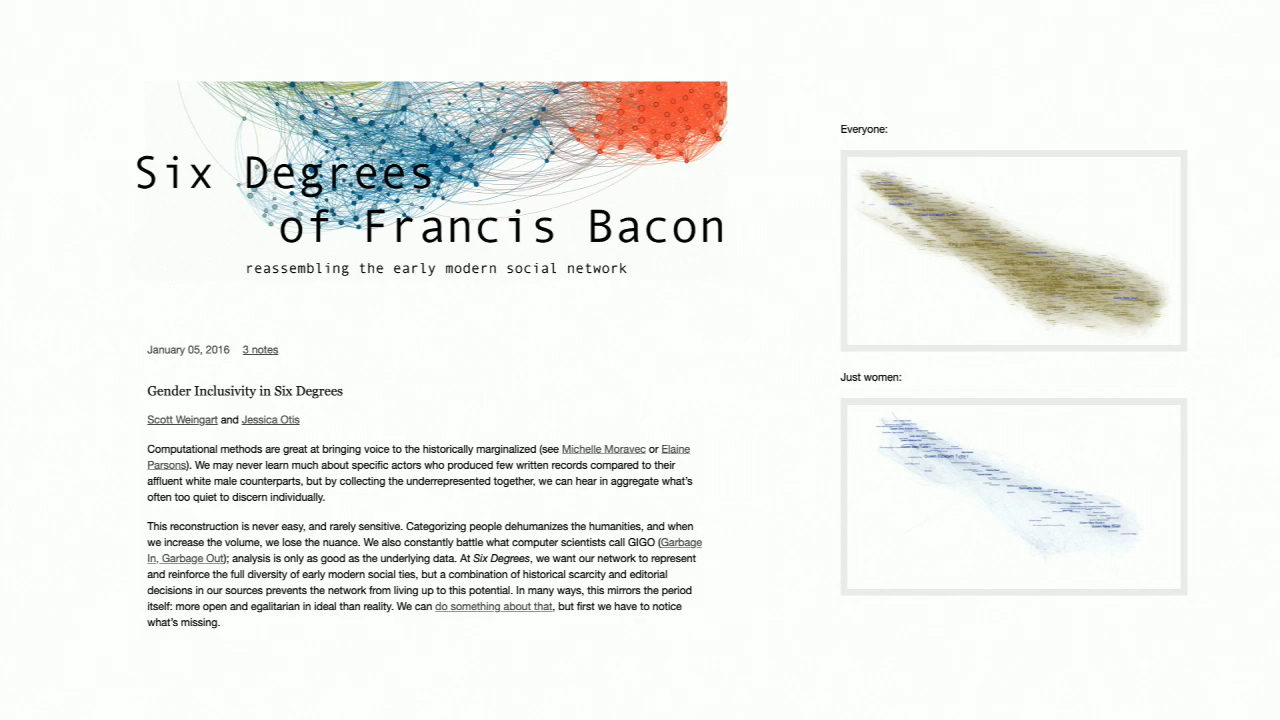 Six Degrees
of Francis Bacon
reassembling the early modern social network
January 05, 2016 3 notes
Gender Inclusivity in Six Degrees
Scott Weingart and Jessica Otis
Computational methods are great at bringing voice to the historically marginalized (see Michelle Moravec or Elaine
Parsons). We may never learn much about specific actors who produced few written records compared to their
affluent white male counterparts, but by collecting the underrepresented together, we can hear in aggregate what's
often too quiet to discern individually.
This reconstruction is never easy, and rarely sensitive. Categorizing people dehumanizes the humanities, and when
we increase the volume, we lose the nuance. We also constantly battle what computer scientists call GIGO (Garbage
In, Garbage Out); analysis is only as good as the underlying data. At Six Degrees, we want our network to represent
and reinforce the full diversity of early modern social ties, but a combination of historical scarcity and editorial
decisions in our sources prevents the network from living up to this potential. In many ways, this mirrors the period
itself: more open and egalitarian in ideal than reality. We can do something about that, but first we have to notice
what's missing.
Everyone:
Just women: